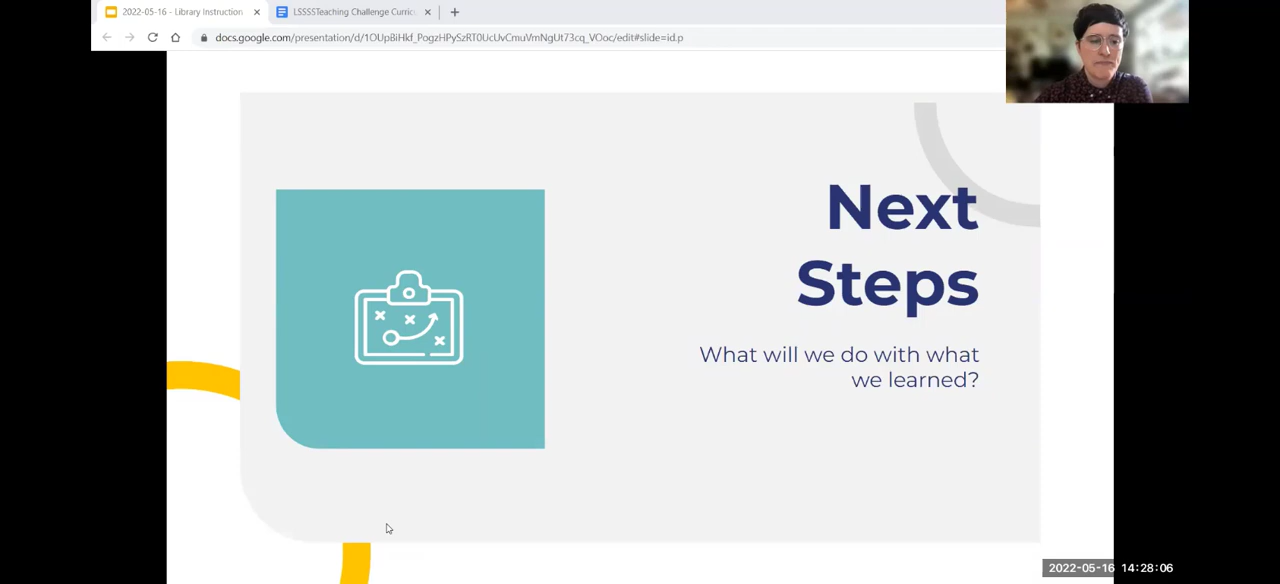 2022-05-16 - Library Instruction
LSSSSTeaching Challenge Curric
docs.google.com/presentation/d/1OUpBiHkf_PogzHPySzRT0UcUvCmuVmNgUt73cq_VOoc/edit#slide=id.p
Next
Steps
What will we do with what
we learned?
2022-05-16 14:28:06